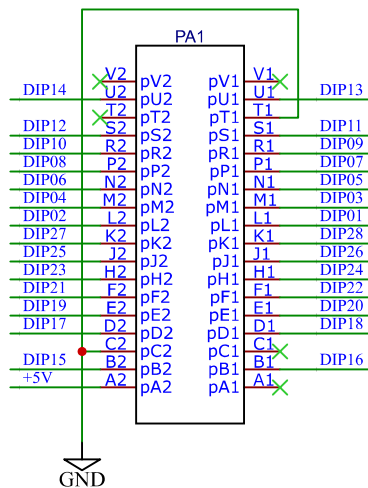 PA1
V2 pV2 pV1 V1
DIP14 U2 pU2 pU1 U1 DIP13
T2 pT2 pT1 T1
DIP12 S2 pS2 pS1 S1 DIP11
DIP10 R2 pR2 pR1 R1 DIP09
DIP08 P2 pP2 pP1 P1 DIP07
DIP06 N2 pN2 pN1 N1 DIP05
DIP04 M2 pM2 pM1 M1 DIP03
DIP02 L2 pL2 pL1 L1 DIP01
DIP27 K2 pK2 pK1 K1 DIP28
DIP25 J2 pJ2 pJ1 J1 DIP26
DIP23 H2 pH2 pH1 H1 DIP24
DIP21 F2 pF2 pF1 F1 DIP22
DIP19 E2 pE2 pE1 E1 DIP20
DIP17 D2 pD2 pD1 D1 DIP18
C2 pC2 pC1 C1
DIP15 B2 pB2 pB1 B1 DIP16
+5V A2 pA2 pA1 A1
GND